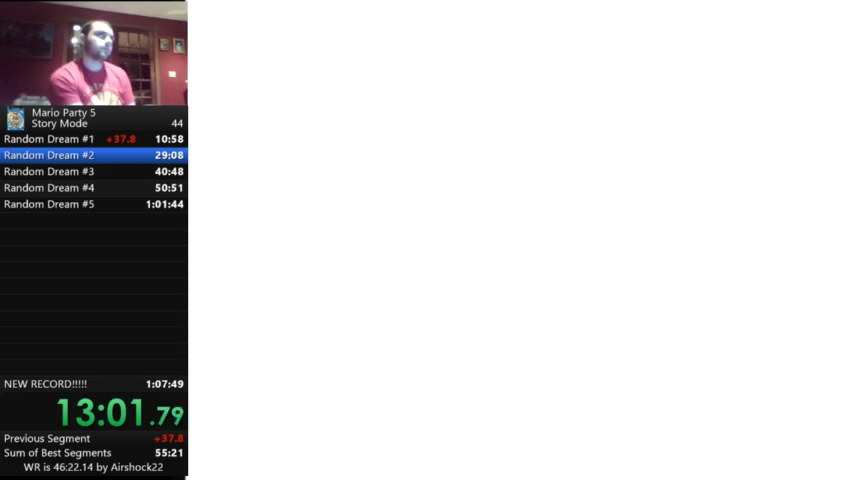 Mario Party 5
Story Mode 44
Random Dream #1 +37.8 10:58
Random Dream #2 29:08
Random Dream #3 40:48
Random Dream #4 50:51
Random Dream #5 1:01:44
NEW RECORD!!!!! 1:07:49
13:01.79
Previous Segment +37.8
Sum of Best Segments 55:21
WR is 46:22.14 by Airshock22